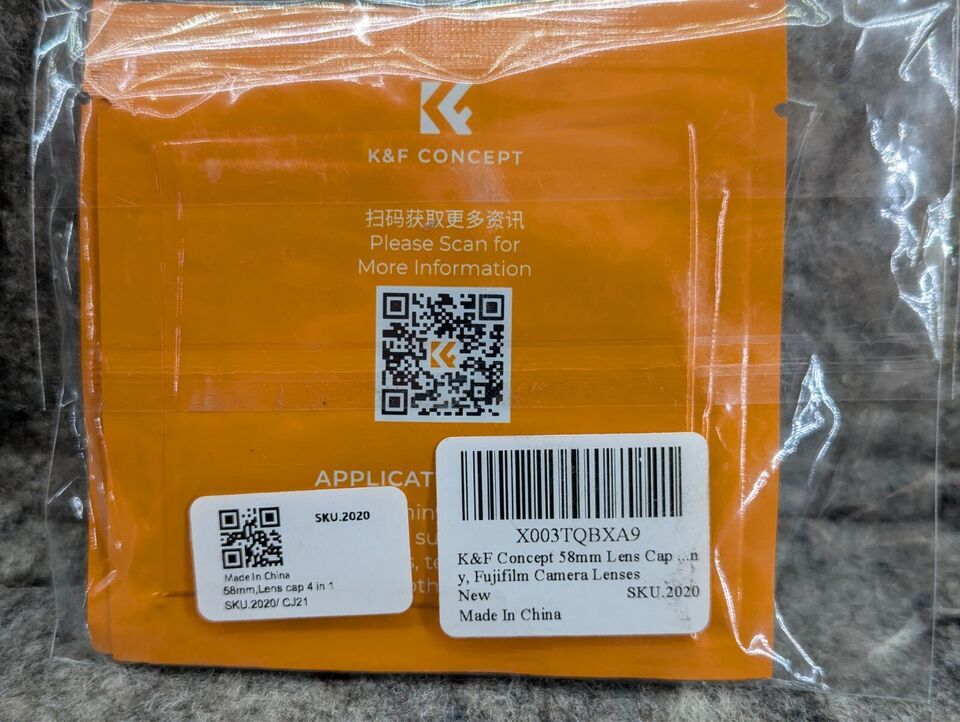 K&F CONCEPT
扫码获取更多资讯
Please Scan for
More Information
APPLICAT
SKU.2020
Made In China
58mm,Lens cap 4 in 1
SKU.2020/ CJ21
X003TQBXA9
K&F Concept 58mm Lens Cap ...n
y, Fujifilm Camera Lenses
New SKU.2020
Made In China